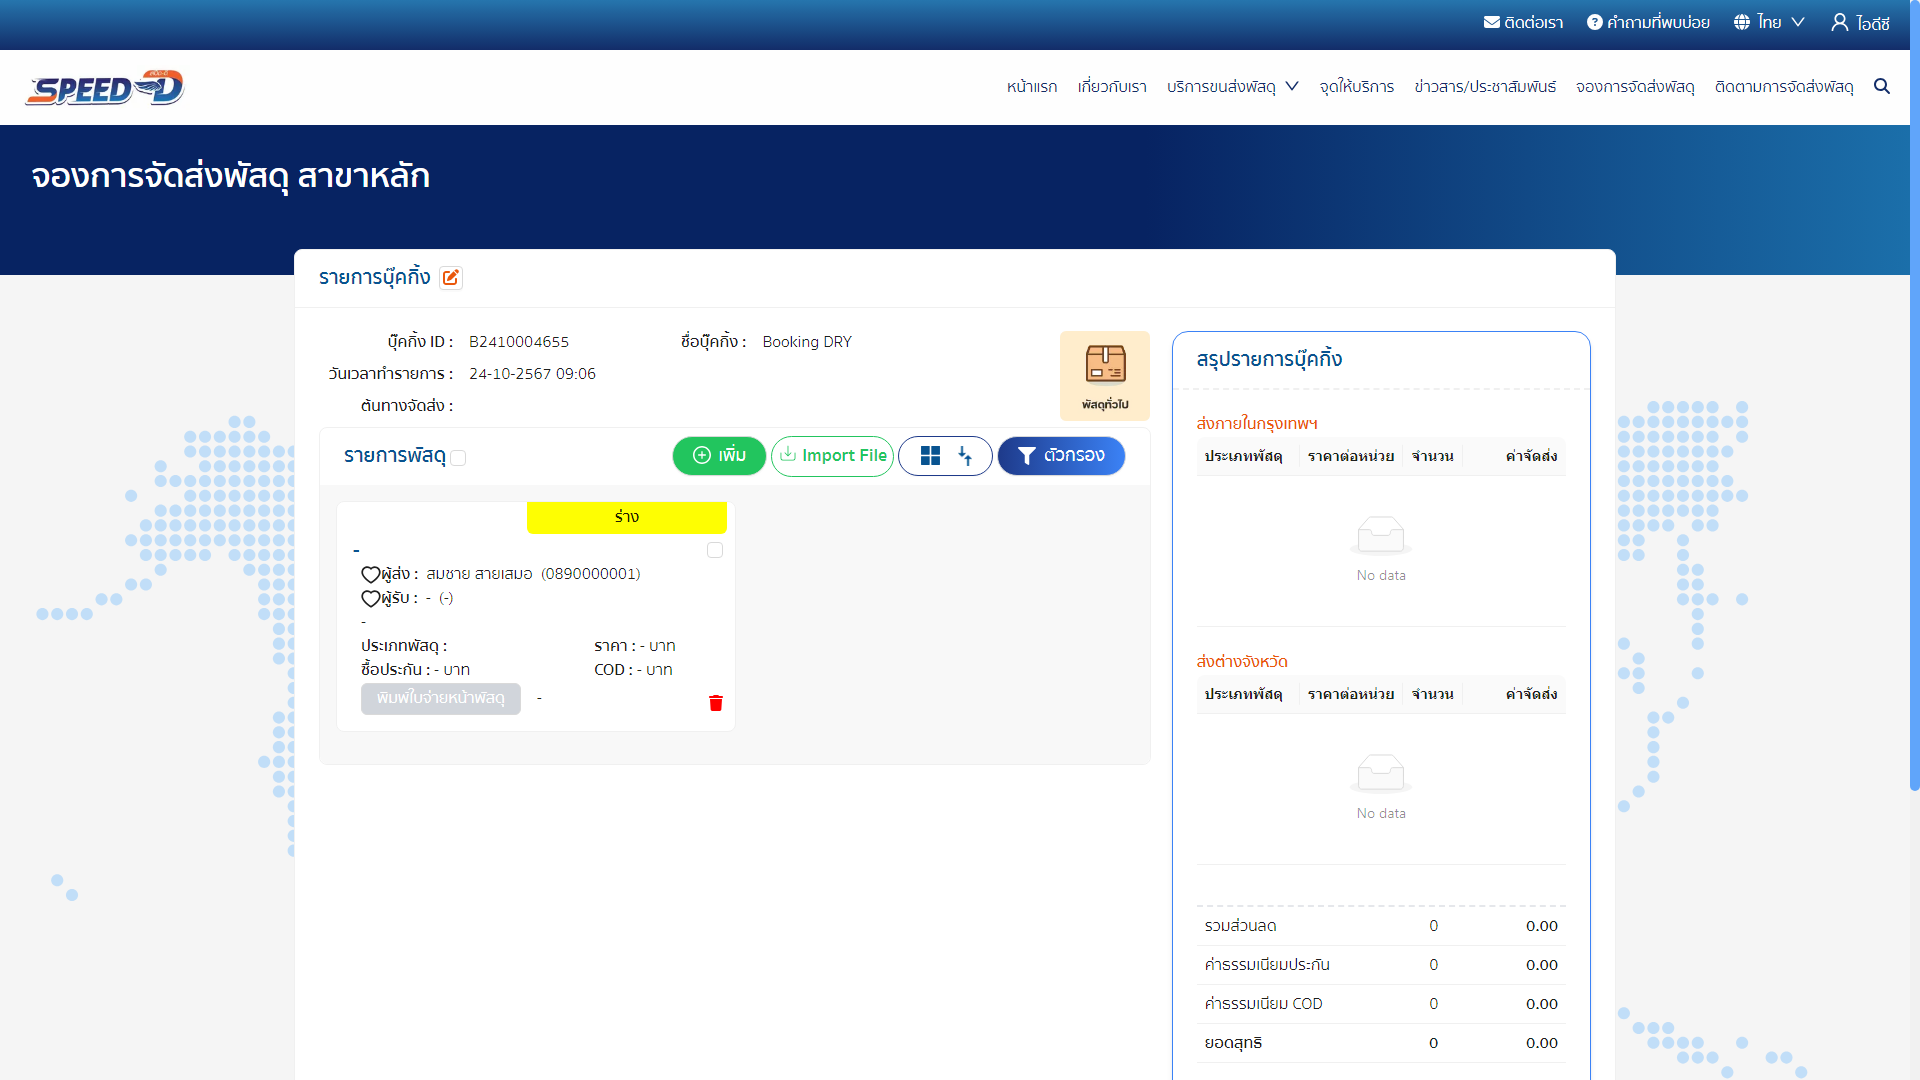 ติดต่อเรา คำถามที่พบบ่อย ไทย ไอดีซี
SPEED-D
หน้าแรก เกี่ยวกับเรา บริการขนส่งพัสดุ จุดให้บริการ ข่าวสาร/ประชาสัมพันธ์ จองการจัดส่งพัสดุ ติดตามการจัดส่งพัสดุ
จองการจัดส่งพัสดุ สาขาหลัก
รายการบุ๊คกิ้ง
บุ๊คกิ้ง ID : B2410004655 ชื่อบุ๊คกิ้ง : Booking DRY
วันเวลาทำรายการ : 24-10-2567 09:06
ต้นทางจัดส่ง :
พัสดุทั่วไป
รายการพัสดุ เพิ่ม Import File ตัวกรอง
ร่าง
-
ผู้ส่ง : สมชาย สายเสมอ (0890000001)
ผู้รับ : - (-)
-
ประเภทพัสดุ : ราคา : - บาท
ซื้อประกัน : - บาท COD : - บาท
พิมพ์ใบจ่ายหน้าพัสดุ -
สรุปรายการบุ๊คกิ้ง
ส่งภายในกรุงเทพฯ
ประเภทพัสดุ ราคาต่อหน่วย จำนวน ค่าจัดส่ง
No data
ส่งต่างจังหวัด
ประเภทพัสดุ ราคาต่อหน่วย จำนวน ค่าจัดส่ง
No data
รวมส่วนลด 0 0.00
ค่าธรรมเนียมประกัน 0 0.00
ค่าธรรมเนียม COD 0 0.00
ยอดสุทธิ 0 0.00